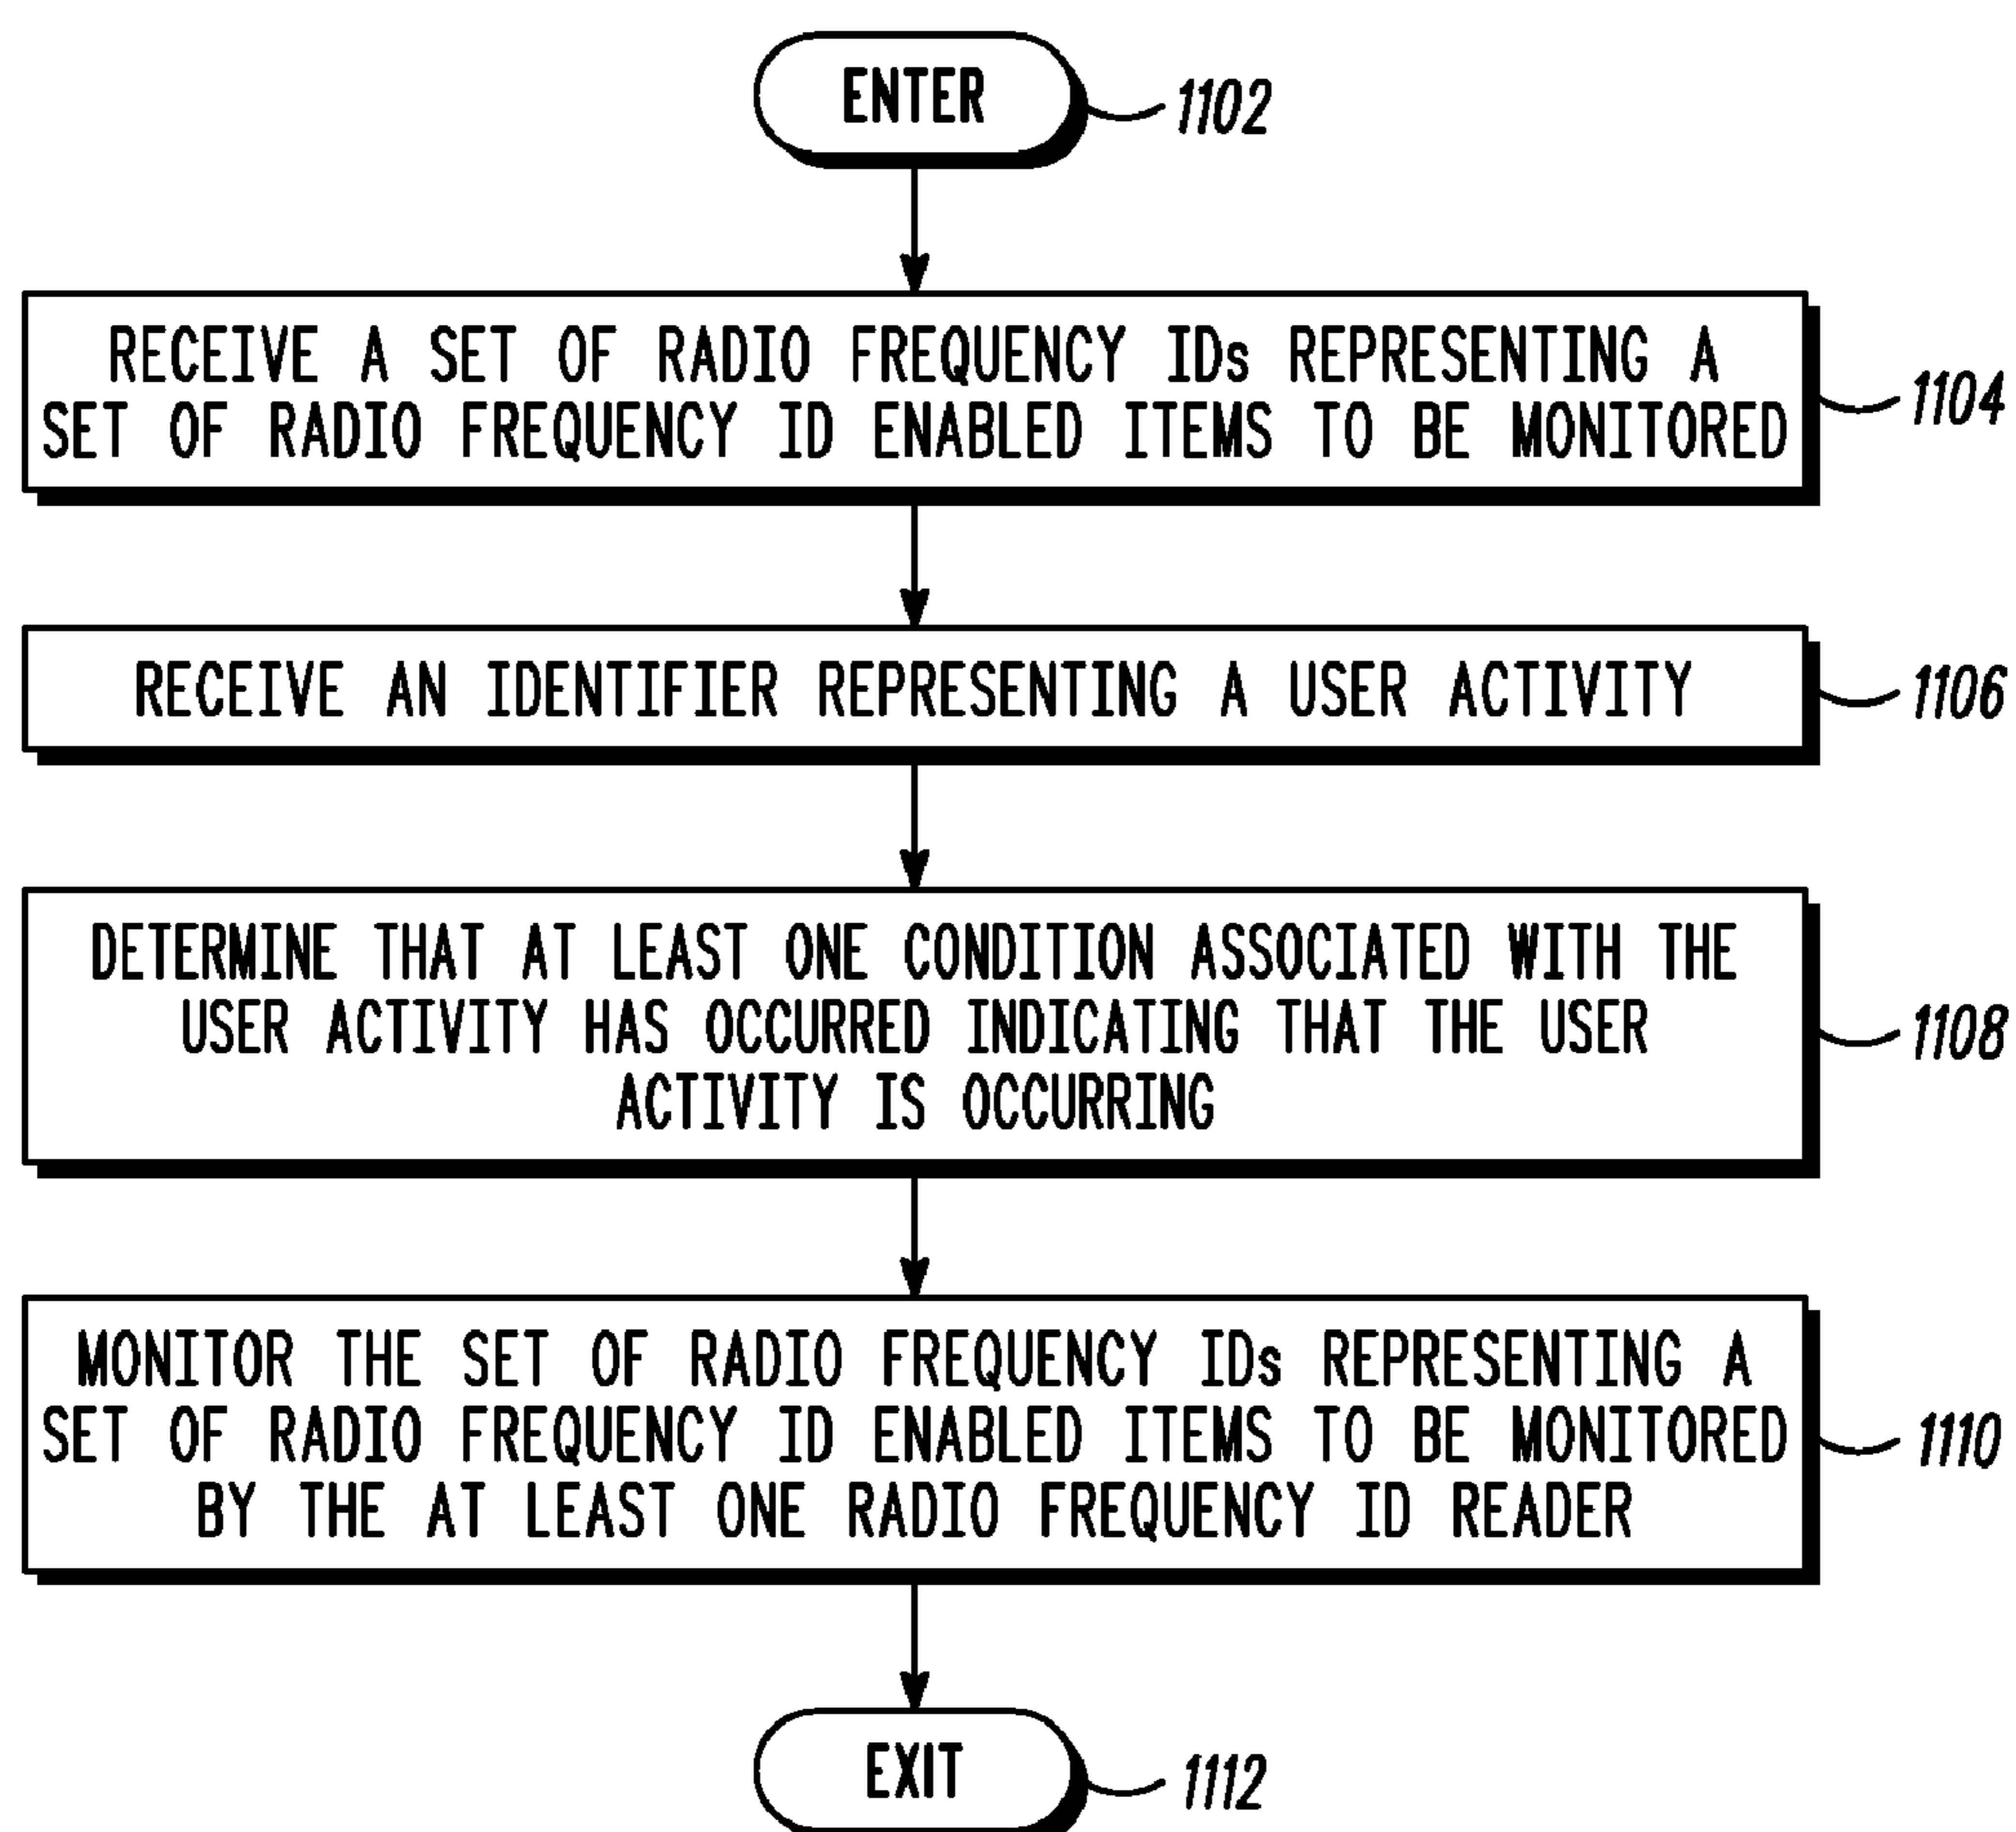 ENTER
1102
RECEIVE A SET OF RADIO FREQUENCY IDs REPRESENTING A
SET OF RADIO FREQUENCY ID ENABLED ITEMS TO BE MONITORED
1104
RECEIVE AN IDENTIFIER REPRESENTING A USER ACTIVITY
1106
DETERMINE THAT AT LEAST ONE CONDITION ASSOCIATED WITH THE
USER ACTIVITY HAS OCCURRED INDICATING THAT THE USER
ACTIVITY IS OCCURRING
1108
MONITOR THE SET OF RADIO FREQUENCY IDs REPRESENTING A
SET OF RADIO FREQUENCY ID ENABLED ITEMS TO BE MONITORED
BY THE AT LEAST ONE RADIO FREQUENCY ID READER
1110
EXIT
1112